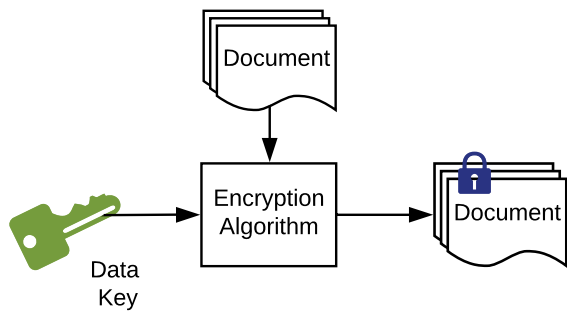 Document
Encryption
Algorithm
Document
Data
Key